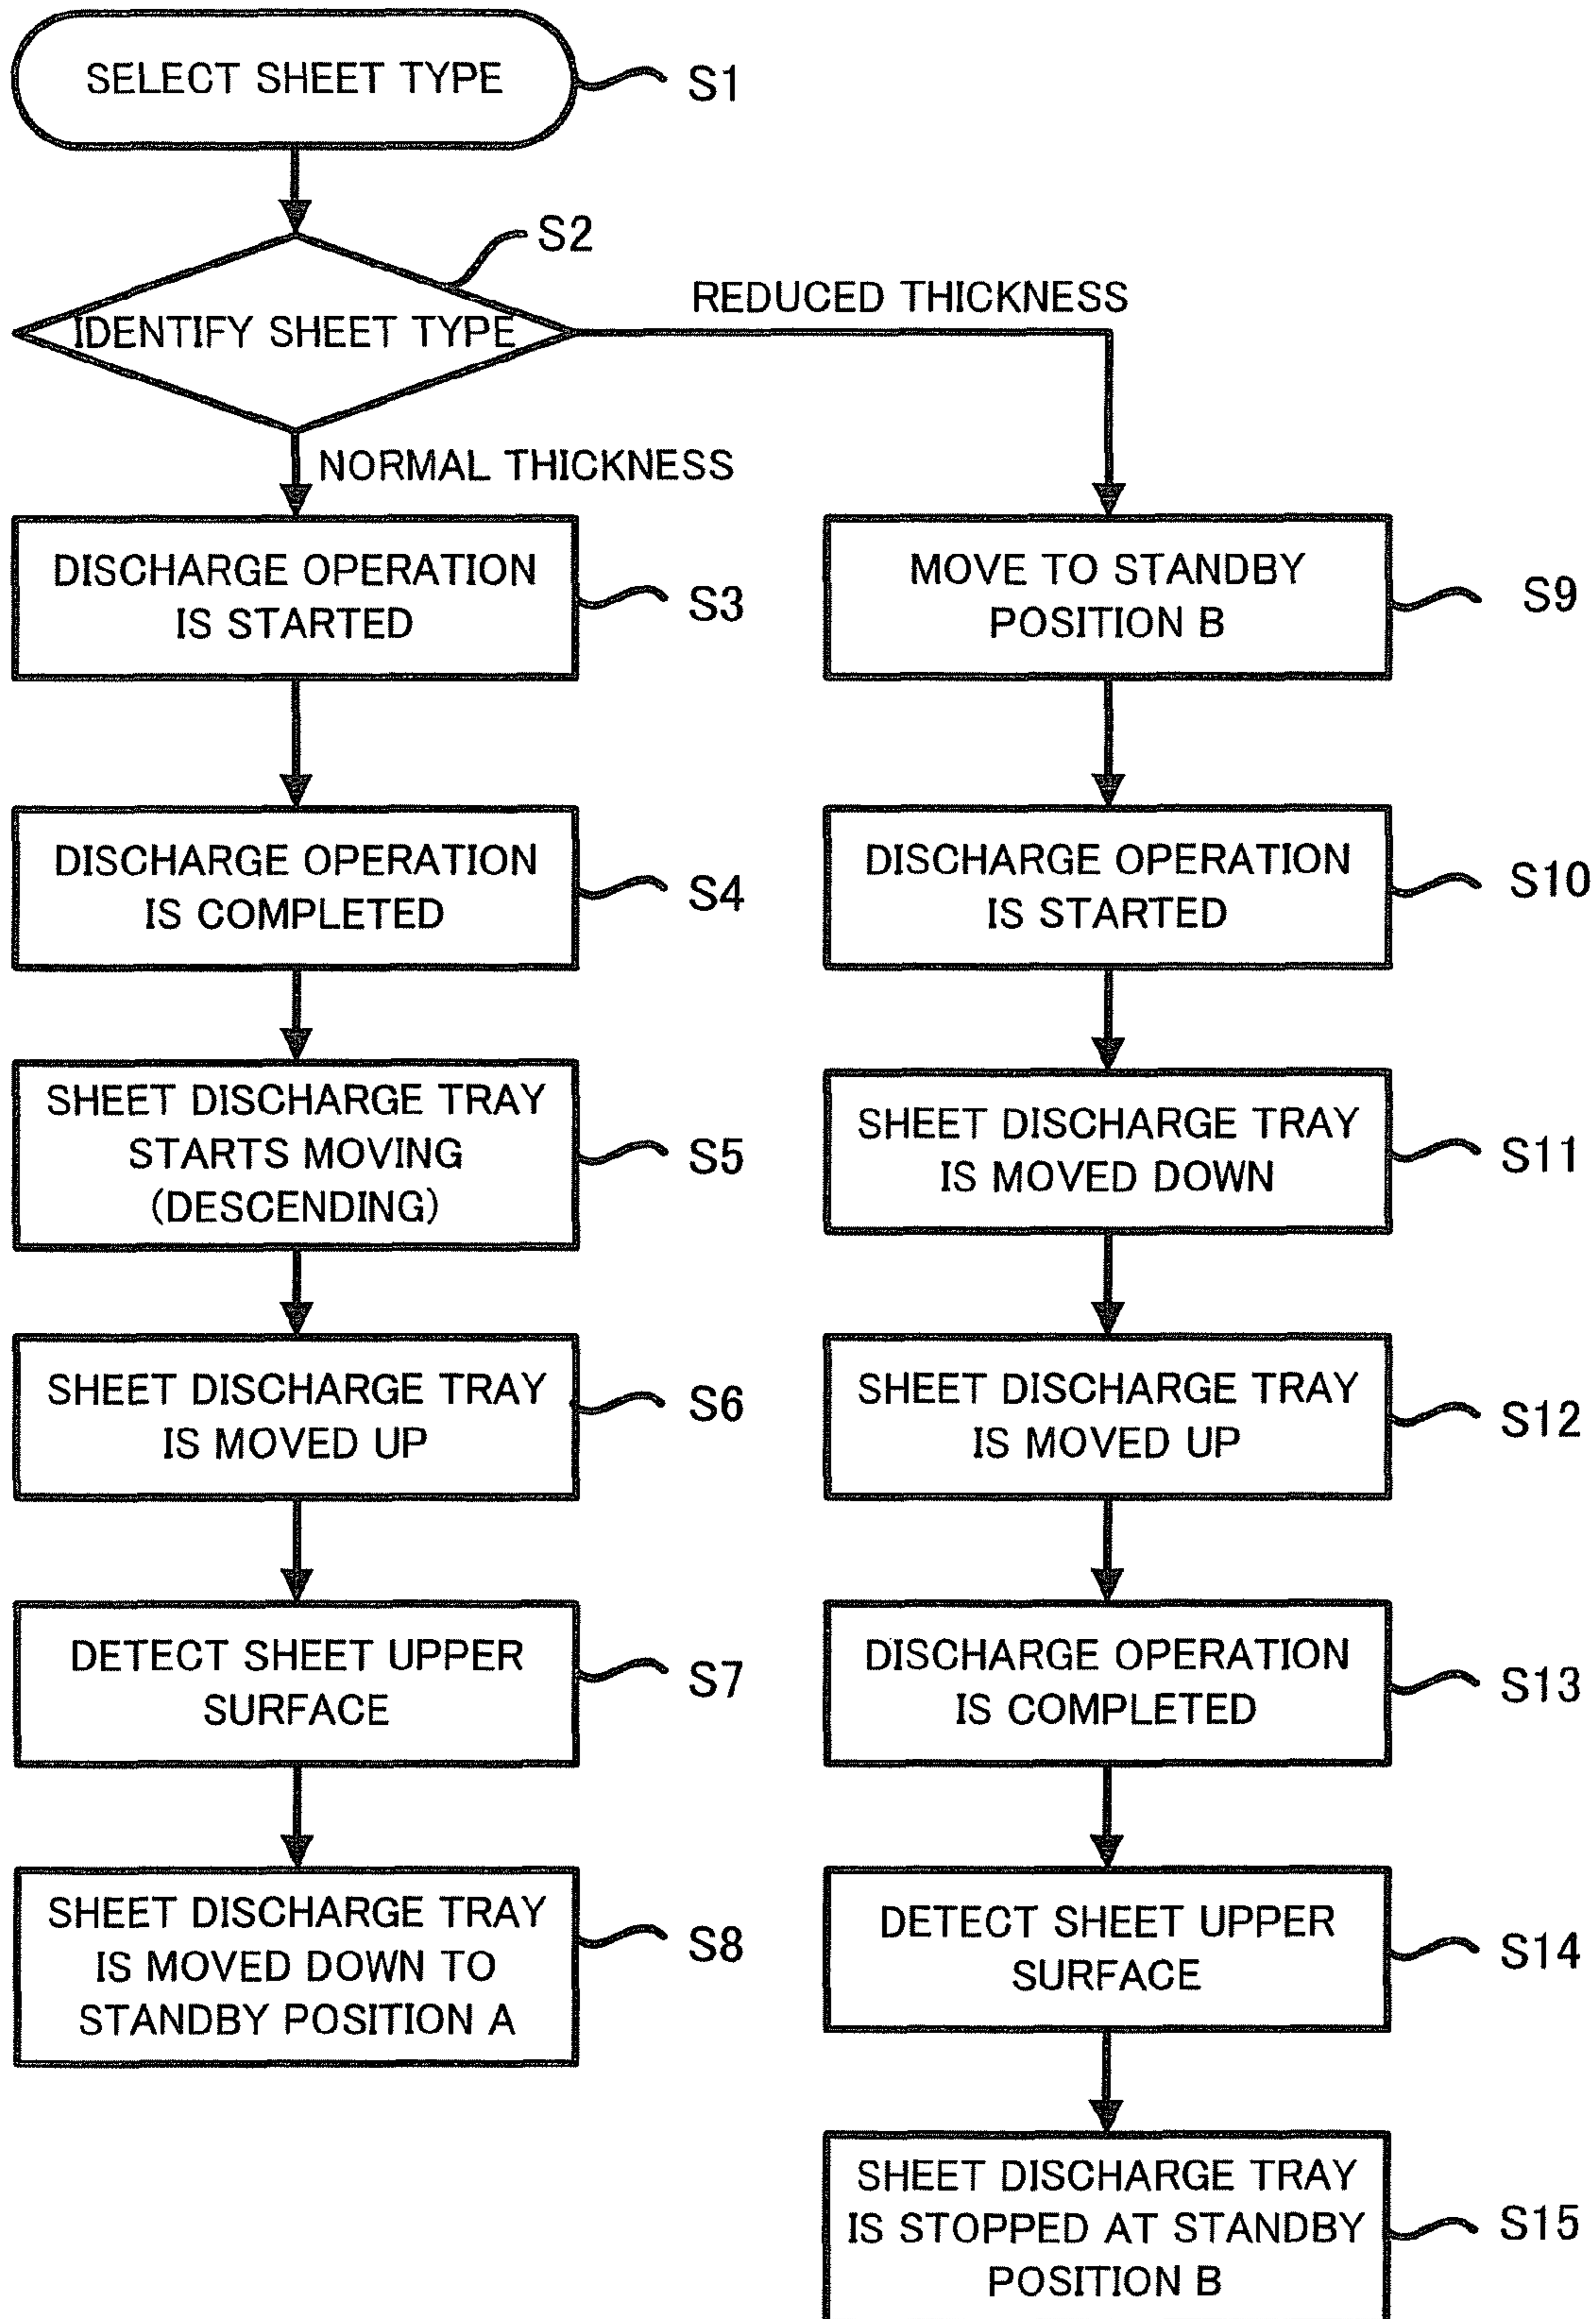 SELECT SHEET TYPE
S1
IDENTIFY SHEET TYPE
S2
REDUCED THICKNESS
NORMAL THICKNESS
DISCHARGE OPERATION
IS STARTED
S3
DISCHARGE OPERATION
IS COMPLETED
S4
SHEET DISCHARGE TRAY
STARTS MOVING
(DESCENDING)
S5
SHEET DISCHARGE TRAY
IS MOVED UP
S6
DETECT SHEET UPPER
SURFACE
S7
SHEET DISCHARGE TRAY
IS MOVED DOWN TO
STANDBY POSITION A
S8
MOVE TO STANDBY
POSITION B
S9
DISCHARGE OPERATION
IS STARTED
S10
SHEET DISCHARGE TRAY
IS MOVED DOWN
S11
SHEET DISCHARGE TRAY
IS MOVED UP
S12
DISCHARGE OPERATION
IS COMPLETED
S13
DETECT SHEET UPPER
SURFACE
S14
SHEET DISCHARGE TRAY
IS STOPPED AT STANDBY
POSITION B
S15